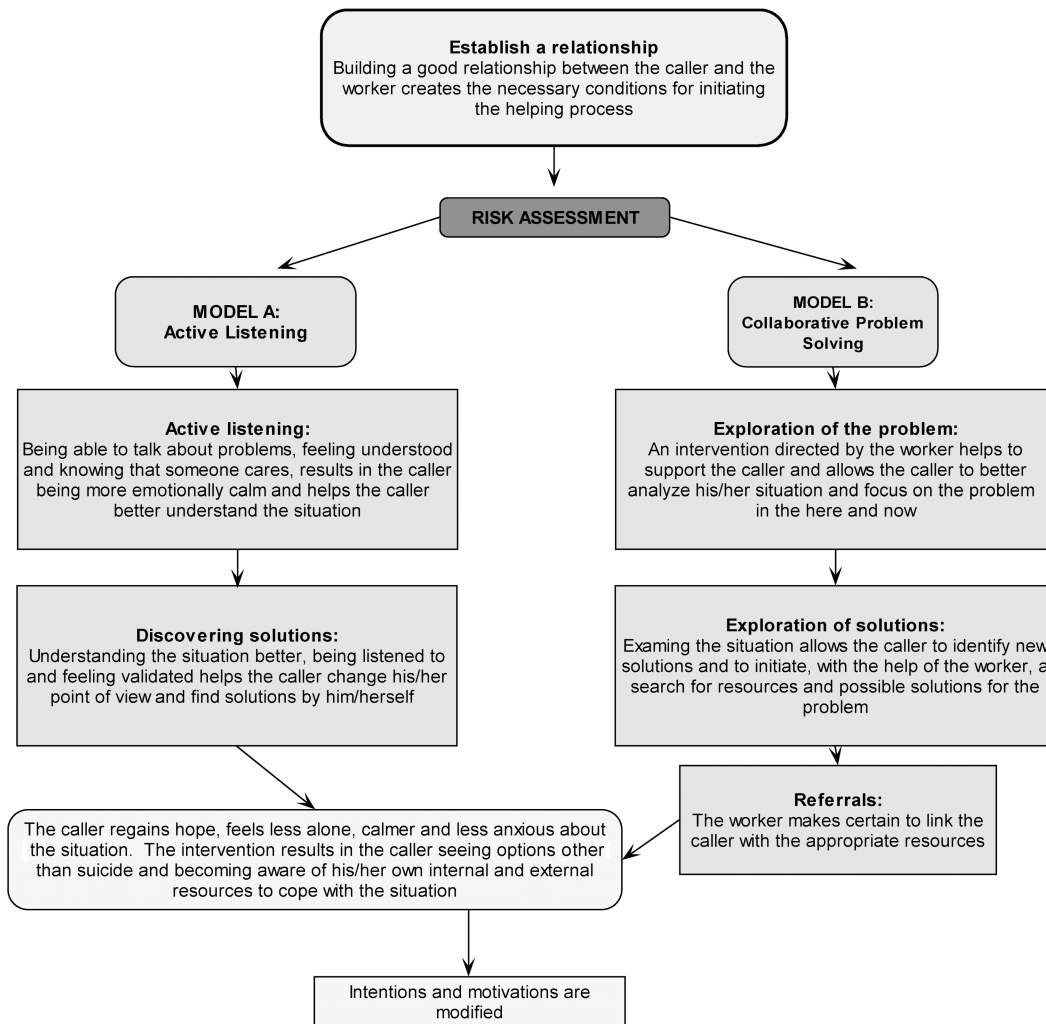 Establish a relationship
Building a good relationship between the caller and the
worker creates the necessary conditions for initiating
the helping process
RISK ASSESSMENT
MODEL A:
Active Listening
MODEL B:
Collaborative Problem
Solving
Active listening:
Being able to talk about problems, feeling understood
and knowing that someone cares, results in the caller
being more emotionally calm and helps the caller
better understand the situation
Exploration of the problem:
An intervention directed by the worker helps to
support the caller and allows the caller to better
analyze his/her situation and focus on the problem
in the here and now
Discovering solutions:
Understanding the situation better, being listened to
and feeling validated helps the caller change his/her
point of view and find solutions by him/herself
Exploration of solutions:
Examing the situation allows the caller to identify new
solutions and to initiate, with the help of the worker, a
search for resources and possible solutions for the
problem
Referrals:
The worker makes certain to link the
caller with the appropriate resources
The caller regains hope, feels less alone, calmer and less anxious about
the situation. The intervention results in the caller seeing options other
than suicide and becoming aware of his/her own internal and external
resources to cope with the situation
Intentions and motivations are
modified